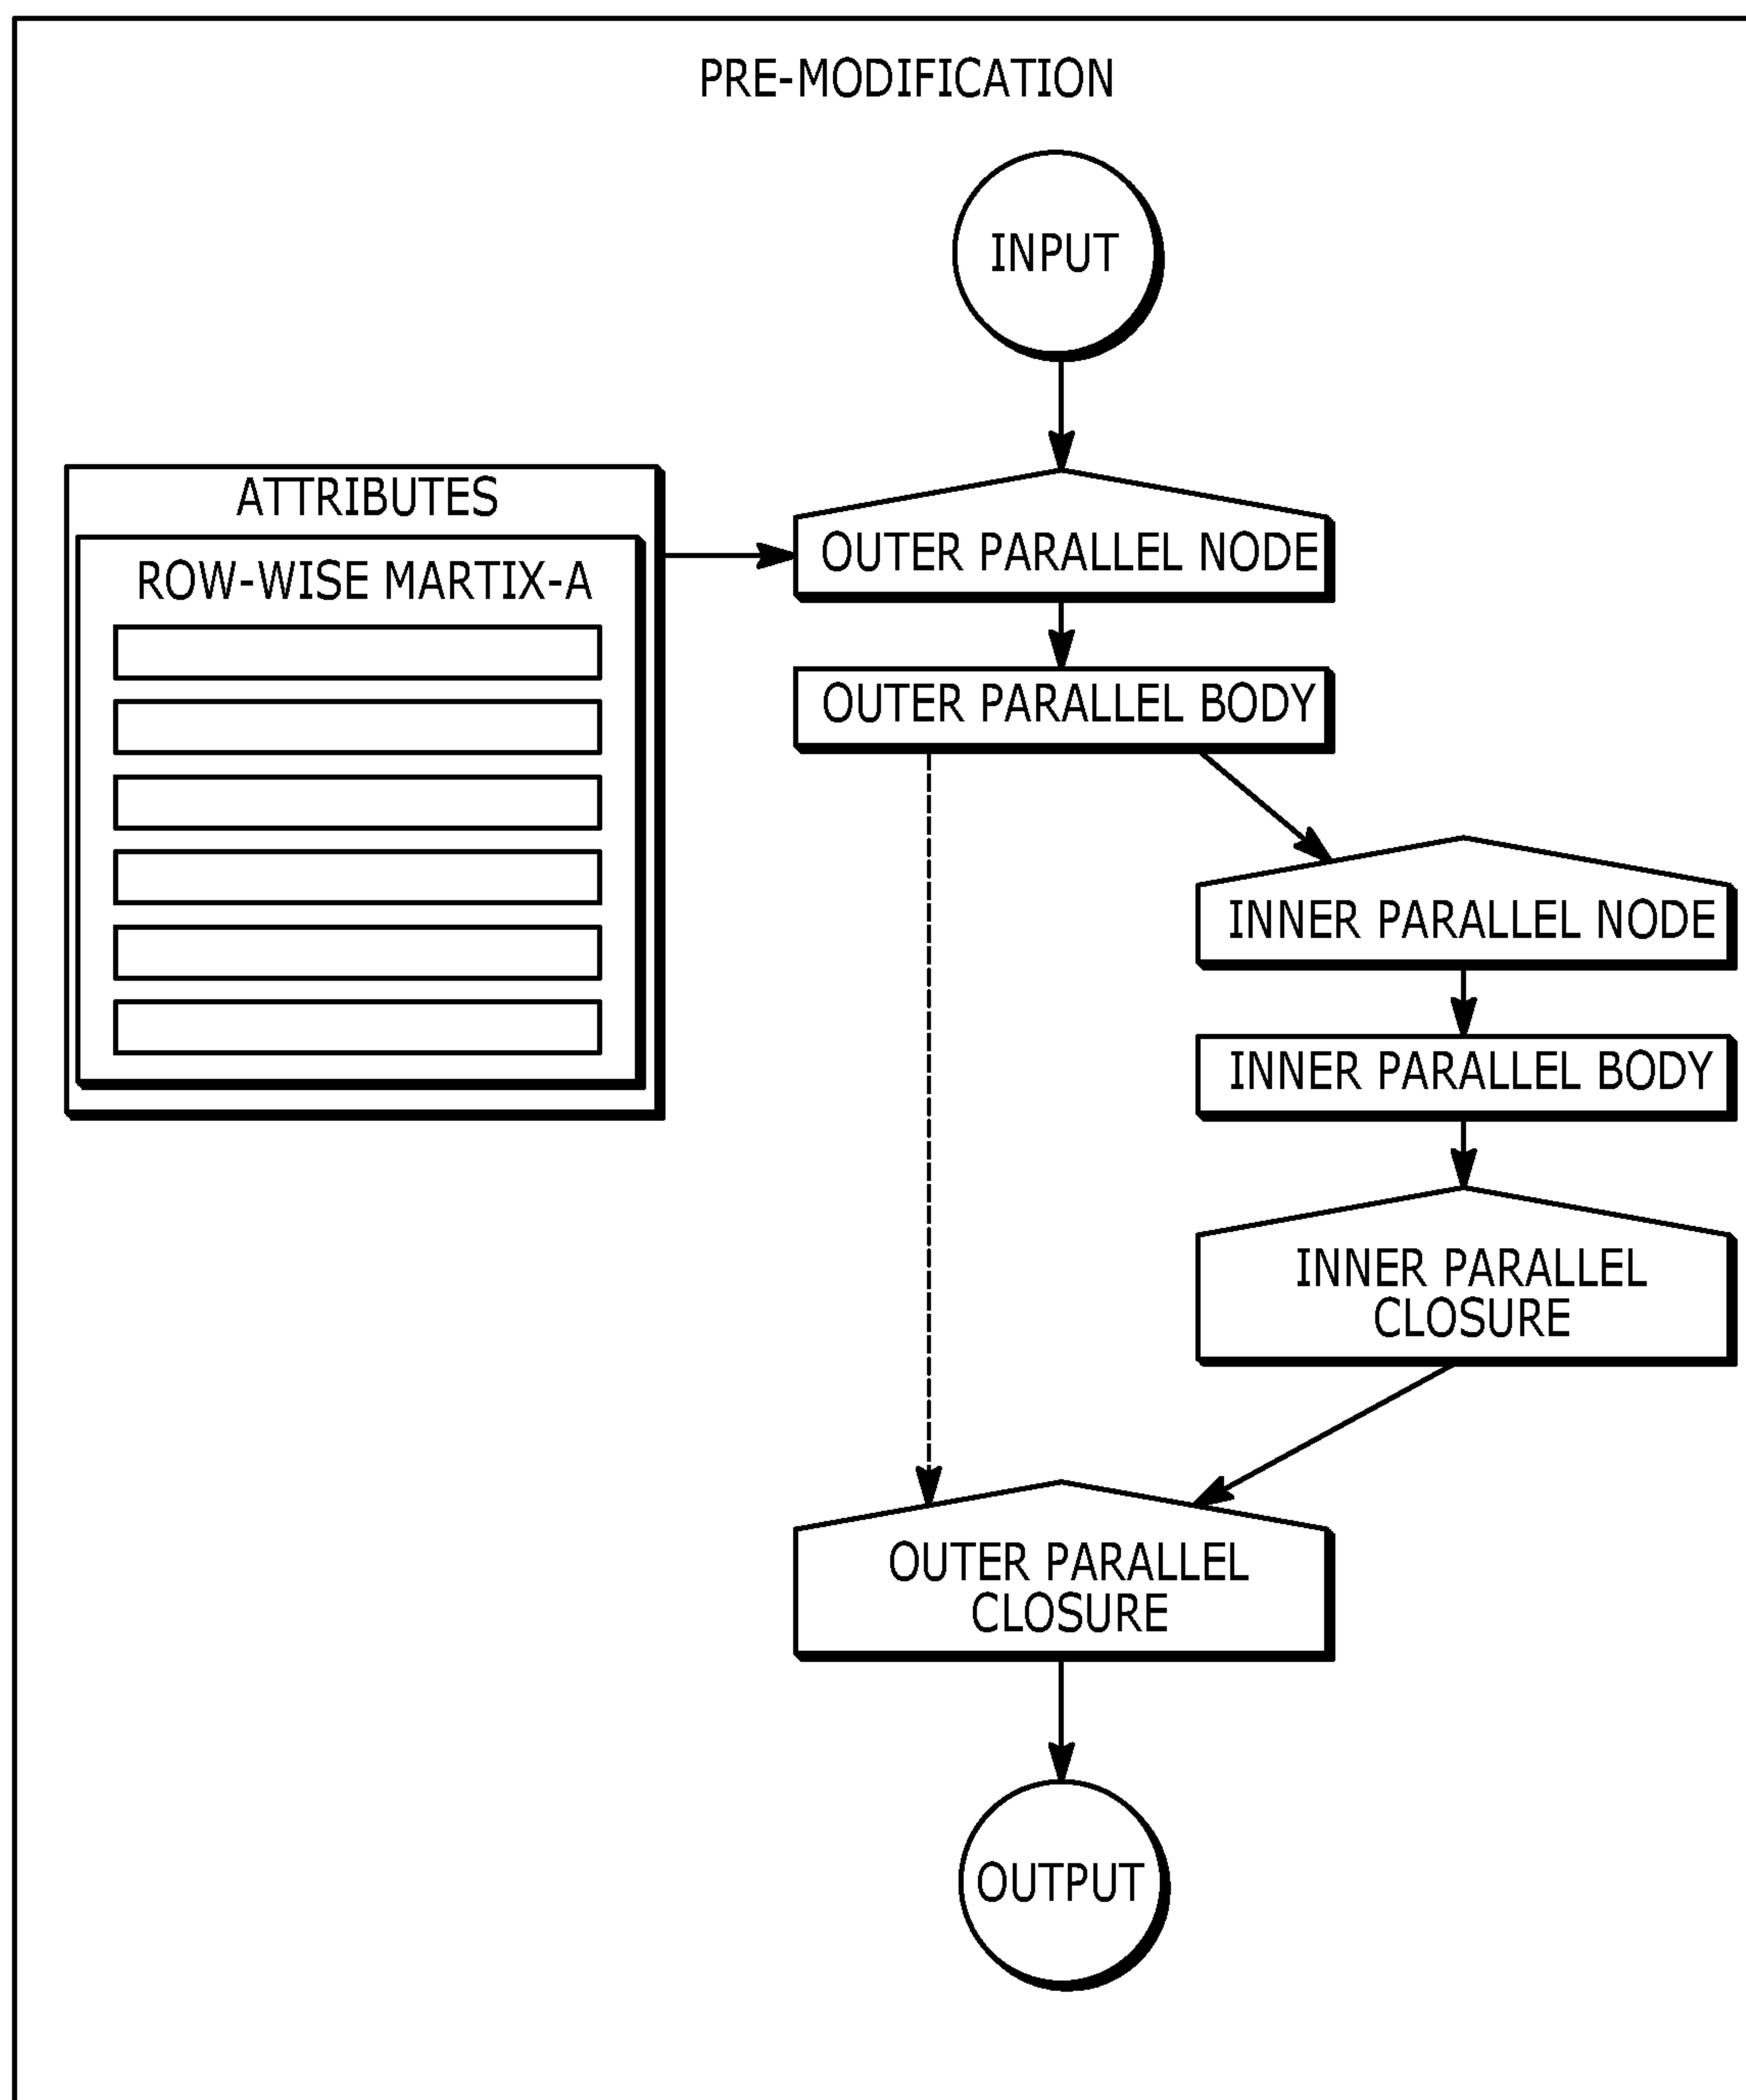 PRE-MODIFICATION
INPUT
ATTRIBUTES
ROW-WISE MARTIX-A
OUTER PARALLEL NODE
OUTER PARALLEL BODY
INNER PARALLEL NODE
INNER PARALLEL BODY
INNER PARALLEL
CLOSURE
OUTER PARALLEL
CLOSURE
OUTPUT